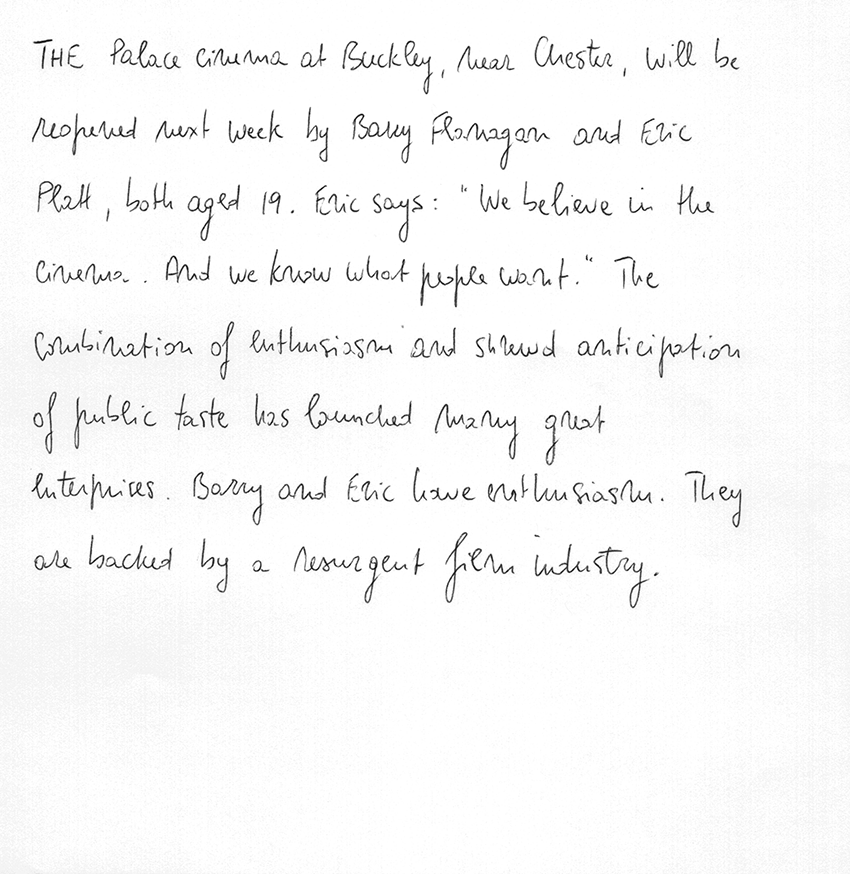 THE Palace cinema at Buckley, near Chester, will be
reopened next week by Barry Flanagan and Eric
Platt, both aged 19. Eric says: "We believe in the
cinema. And we know what people want." The
combination of enthusiasm and shrewd anticipation
of public taste has launched many great
enterprises. Barry and Eric have enthusiasm. They
are backed by a resurgent film industry.